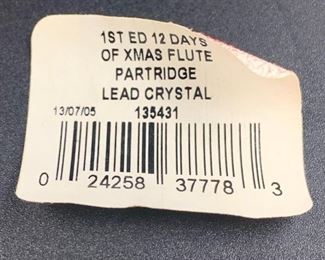 1ST ED 12 DAYS
OF XMAS FLUTE
PARTRIDGE
LEAD CRYSTAL
13/07/05 135431
0 24258 37778 3